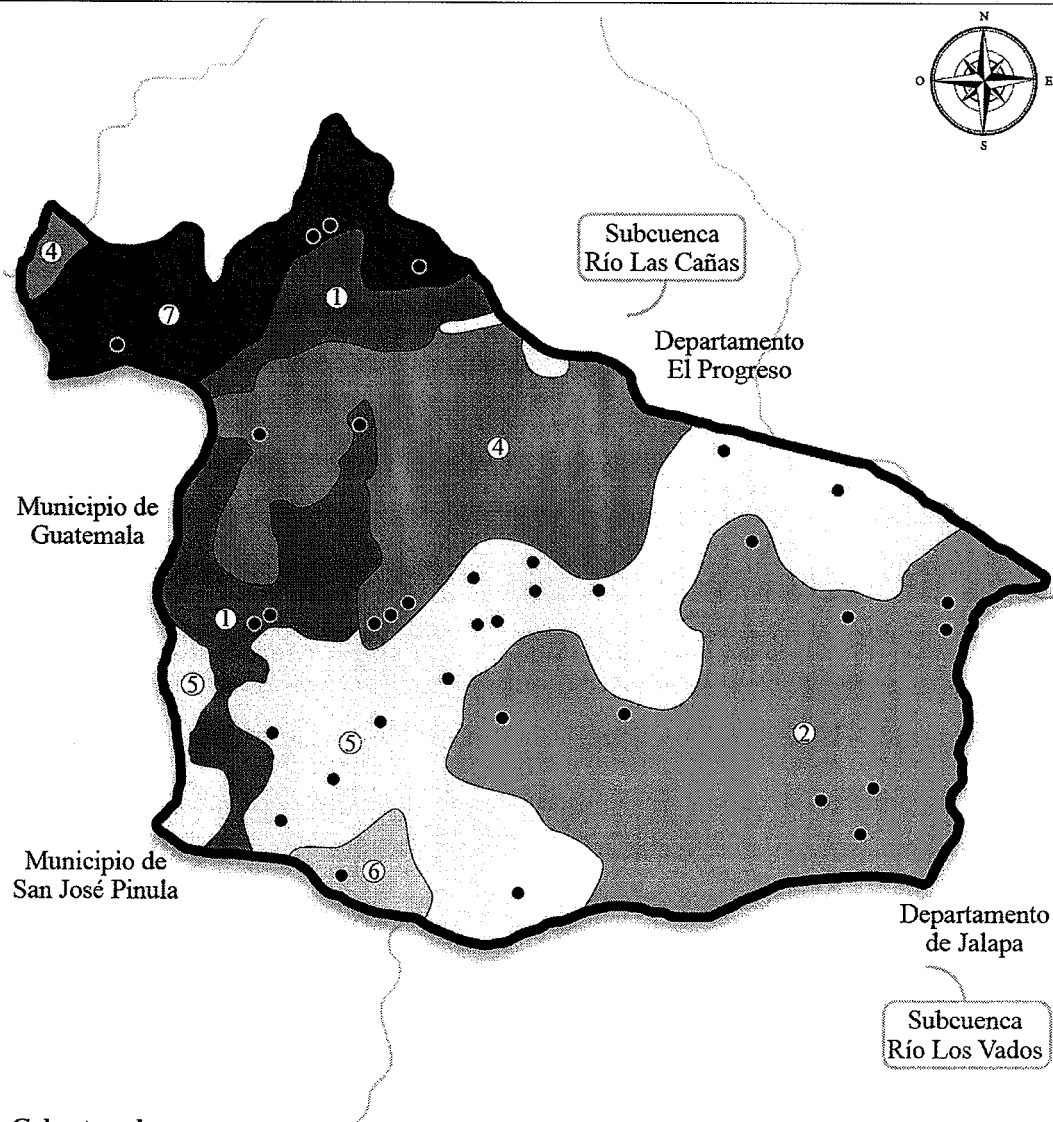 N
O
E
S
Subcuenca
Río Las Cañas
4
1
7
Departamento
El Progreso
4
Municipio de
Guatemala
1
5
5
2
Municipio de
San José Pinula
6
Departamento
de Jalapa
Subcuenca
Río Los Vados